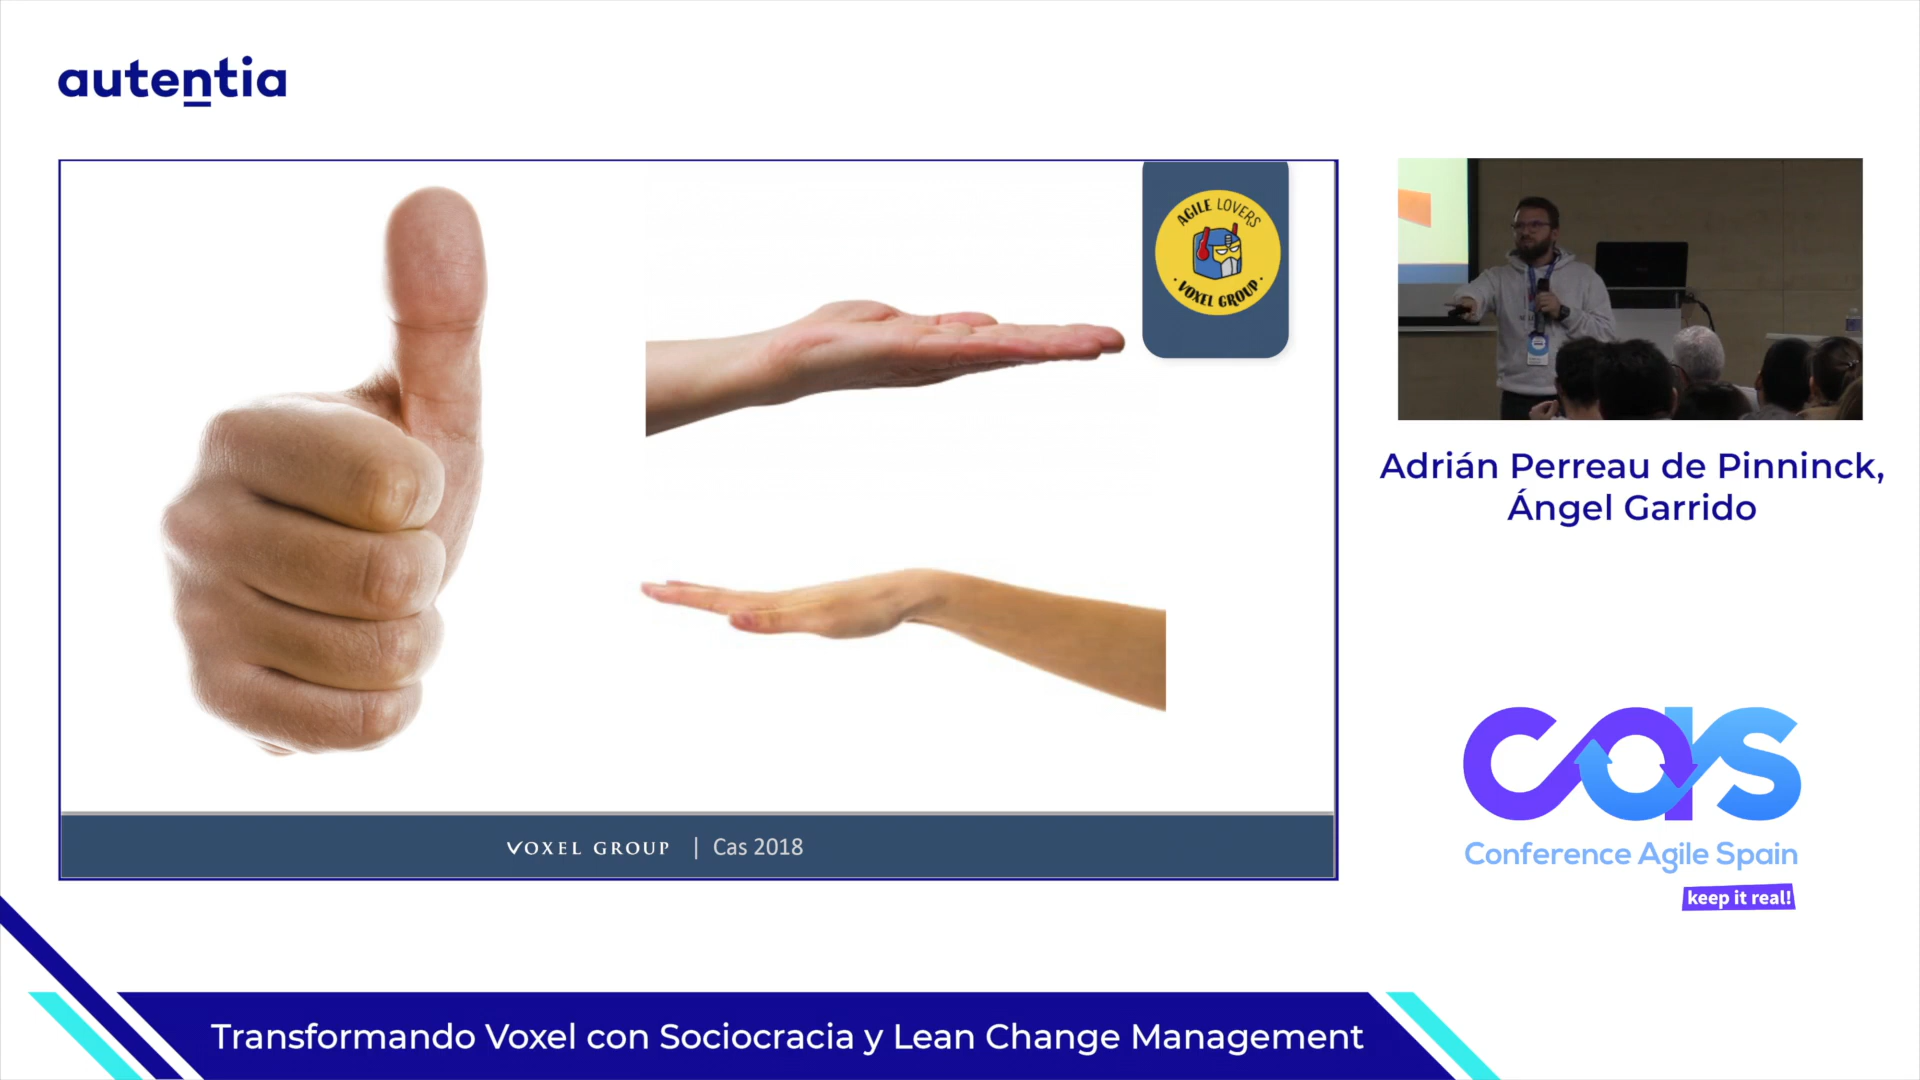 autentia
AGILE LOVERS
· VOXEL GROUP ·
VOXEL GROUP | Cas 2018
Adrián Perreau de Pinninck,
Ángel Garrido
cas
Conference Agile Spain
keep it real!
Transformando Voxel con Sociocracia y Lean Change Management